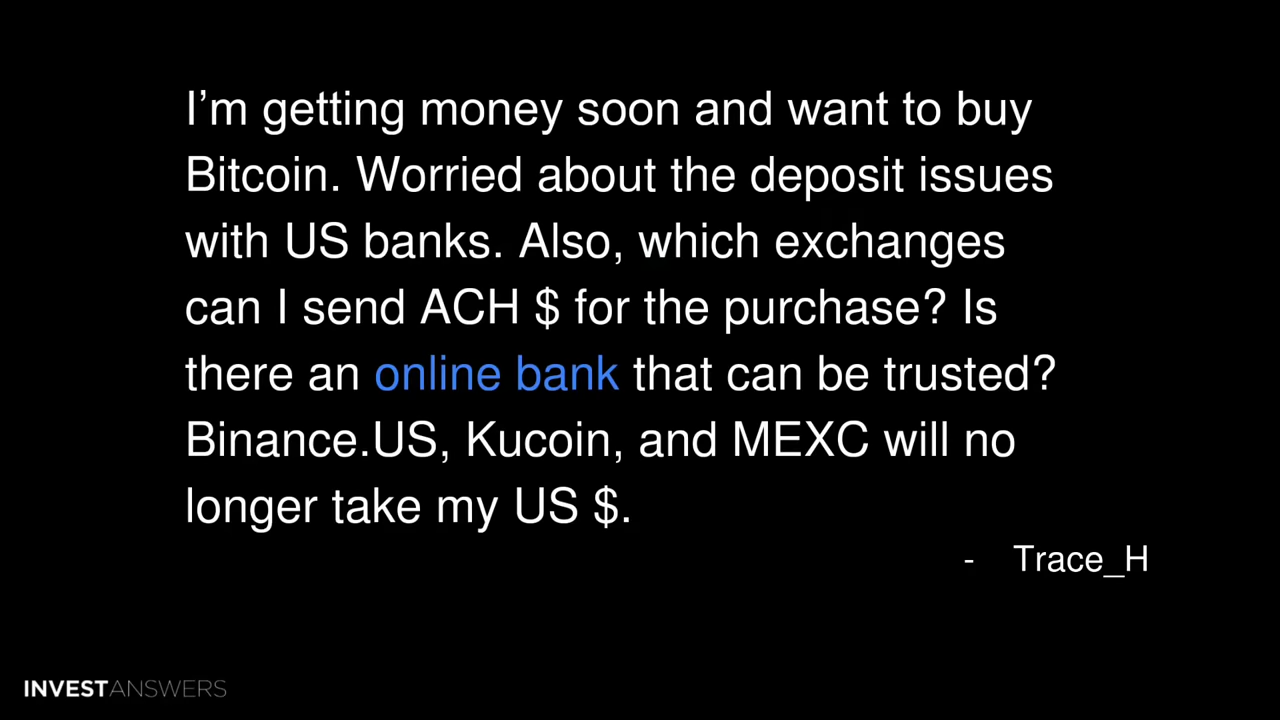 I’m getting money soon and want to buy
Bitcoin. Worried about the deposit issues
with US banks. Also, which exchanges
can I send ACH $ for the purchase? Is
there an online bank that can be trusted?
Binance.US, Kucoin, and MEXC will no
longer take my US $.
- Trace_H
INVESTANSWERS